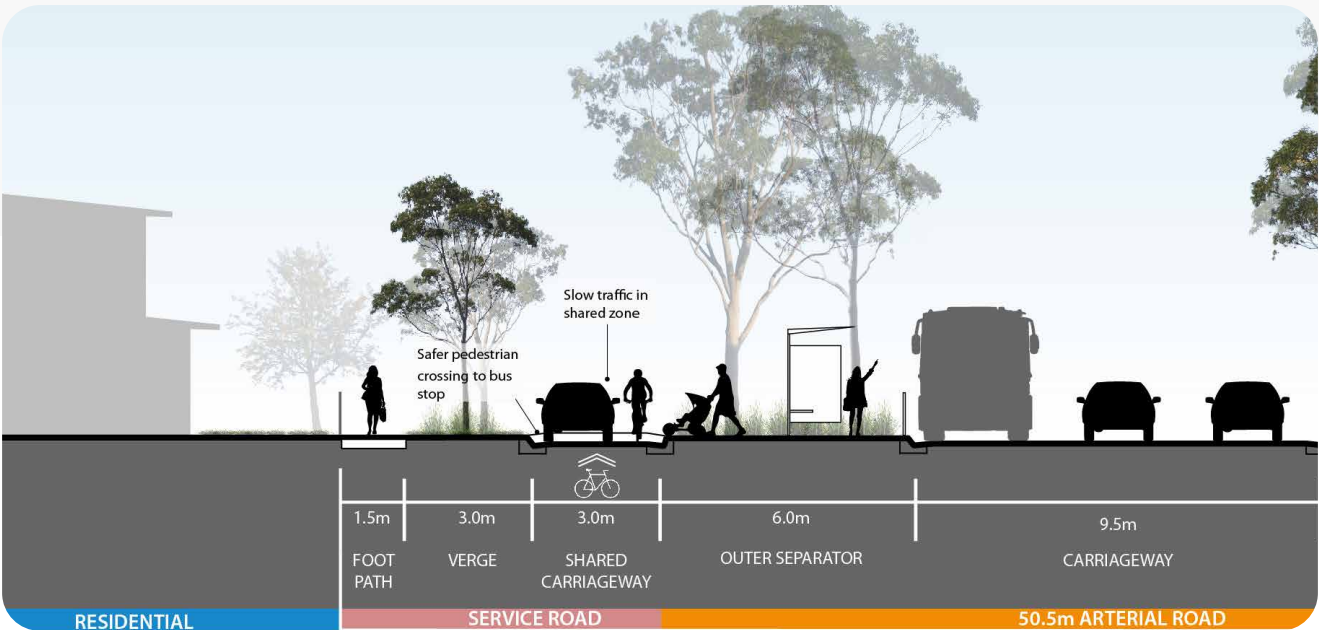 Slow traffic in
shared zone
Safer pedestrian
crossing to bus
stop
1.5m
3.0m
3.0m
6.0m
9.5m
FOOT
PATH
VERGE
SHARED
CARRIAGEWAY
OUTER SEPARATOR
CARRIAGEWAY
RESIDENTIAL
SERVICE ROAD
50.5m ARTERIAL ROAD